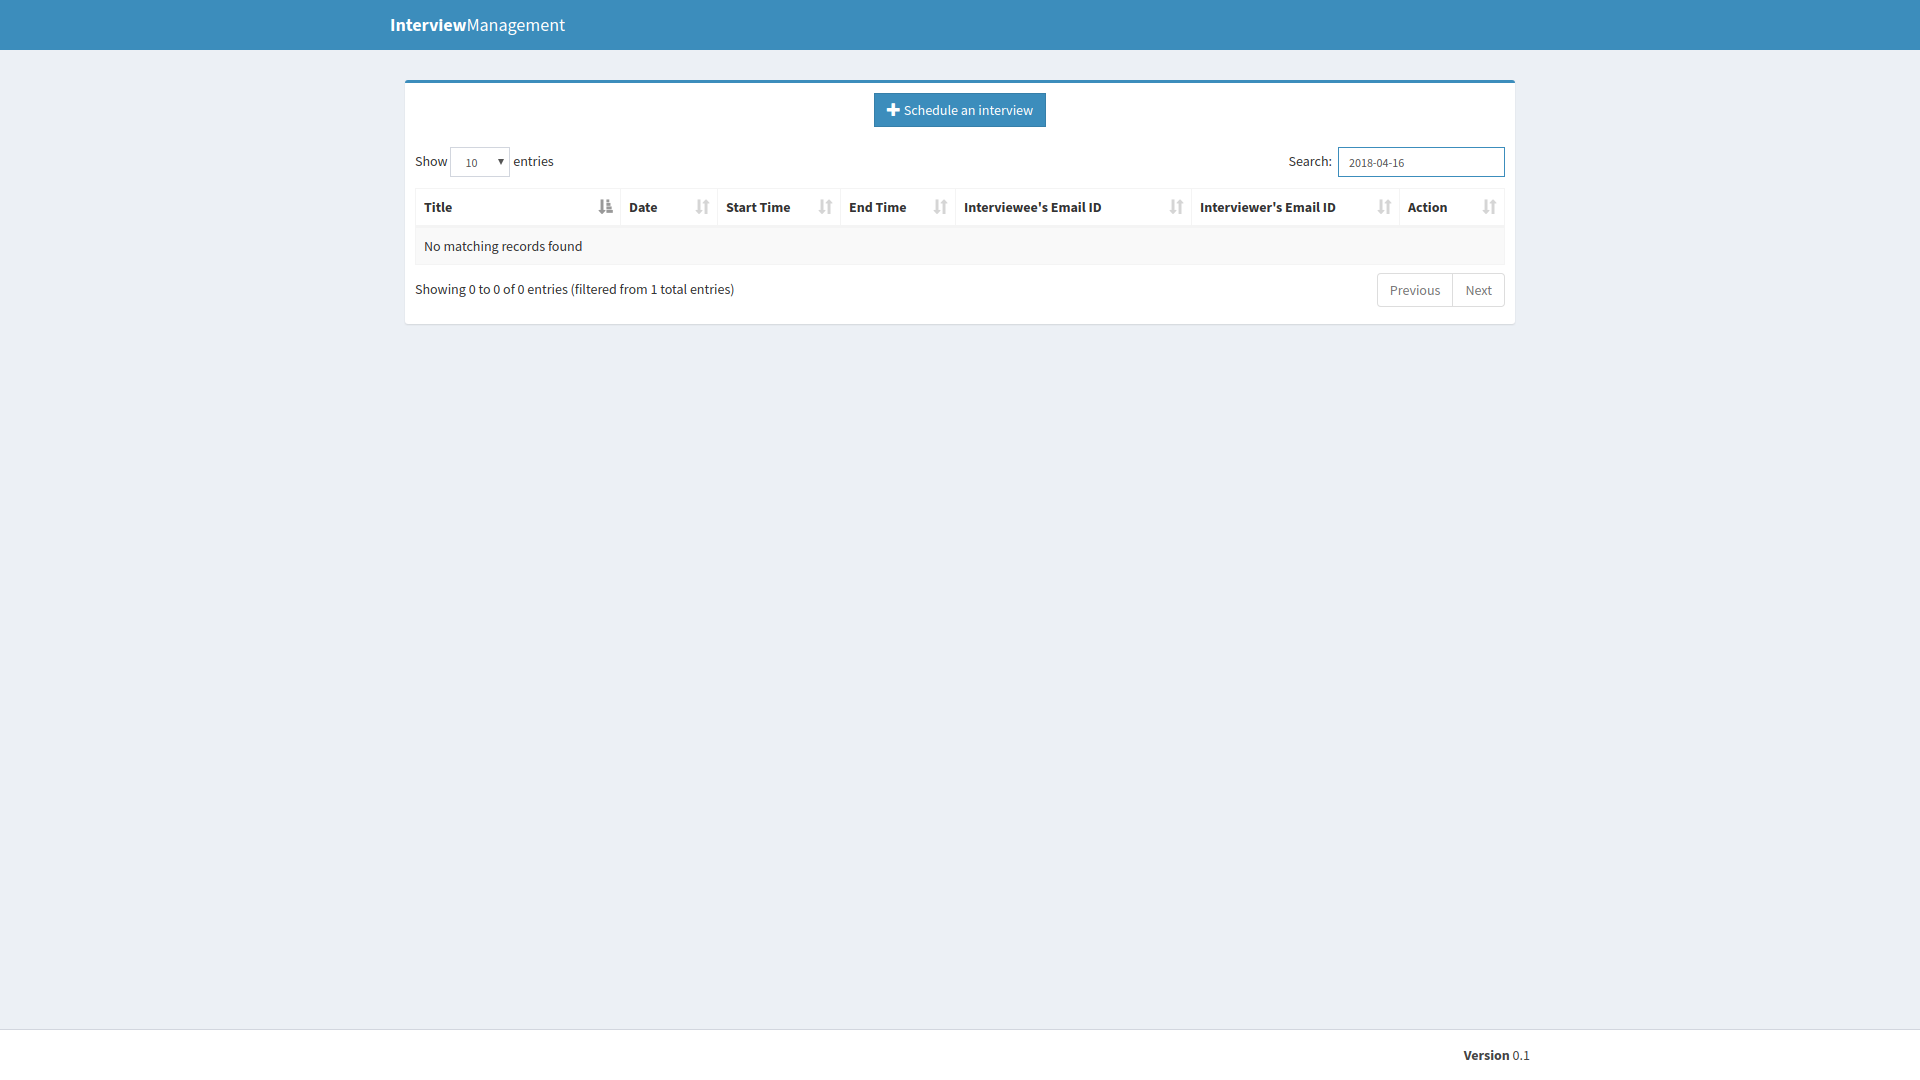 InterviewManagement
Schedule an interview
Show 10 entries Search: 2018-04-16
Title Date Start Time End Time Interviewee's Email ID Interviewer's Email ID Action
No matching records found
Showing 0 to 0 of 0 entries (filtered from 1 total entries) Previous Next
Version 0.1